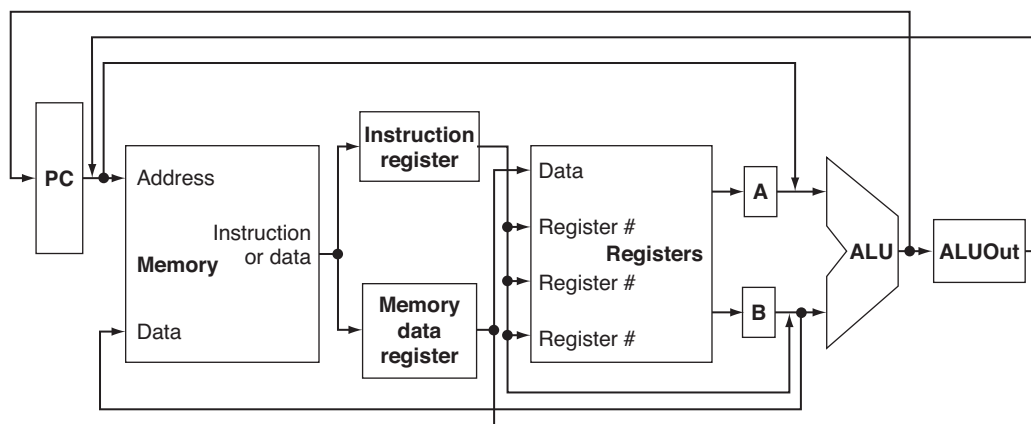 PC
Address
Memory
Instruction
or data
Data
Instruction
register
Memory
data
register
Data
Register #
Registers
Register #
Register #
A
B
ALU
ALUOut